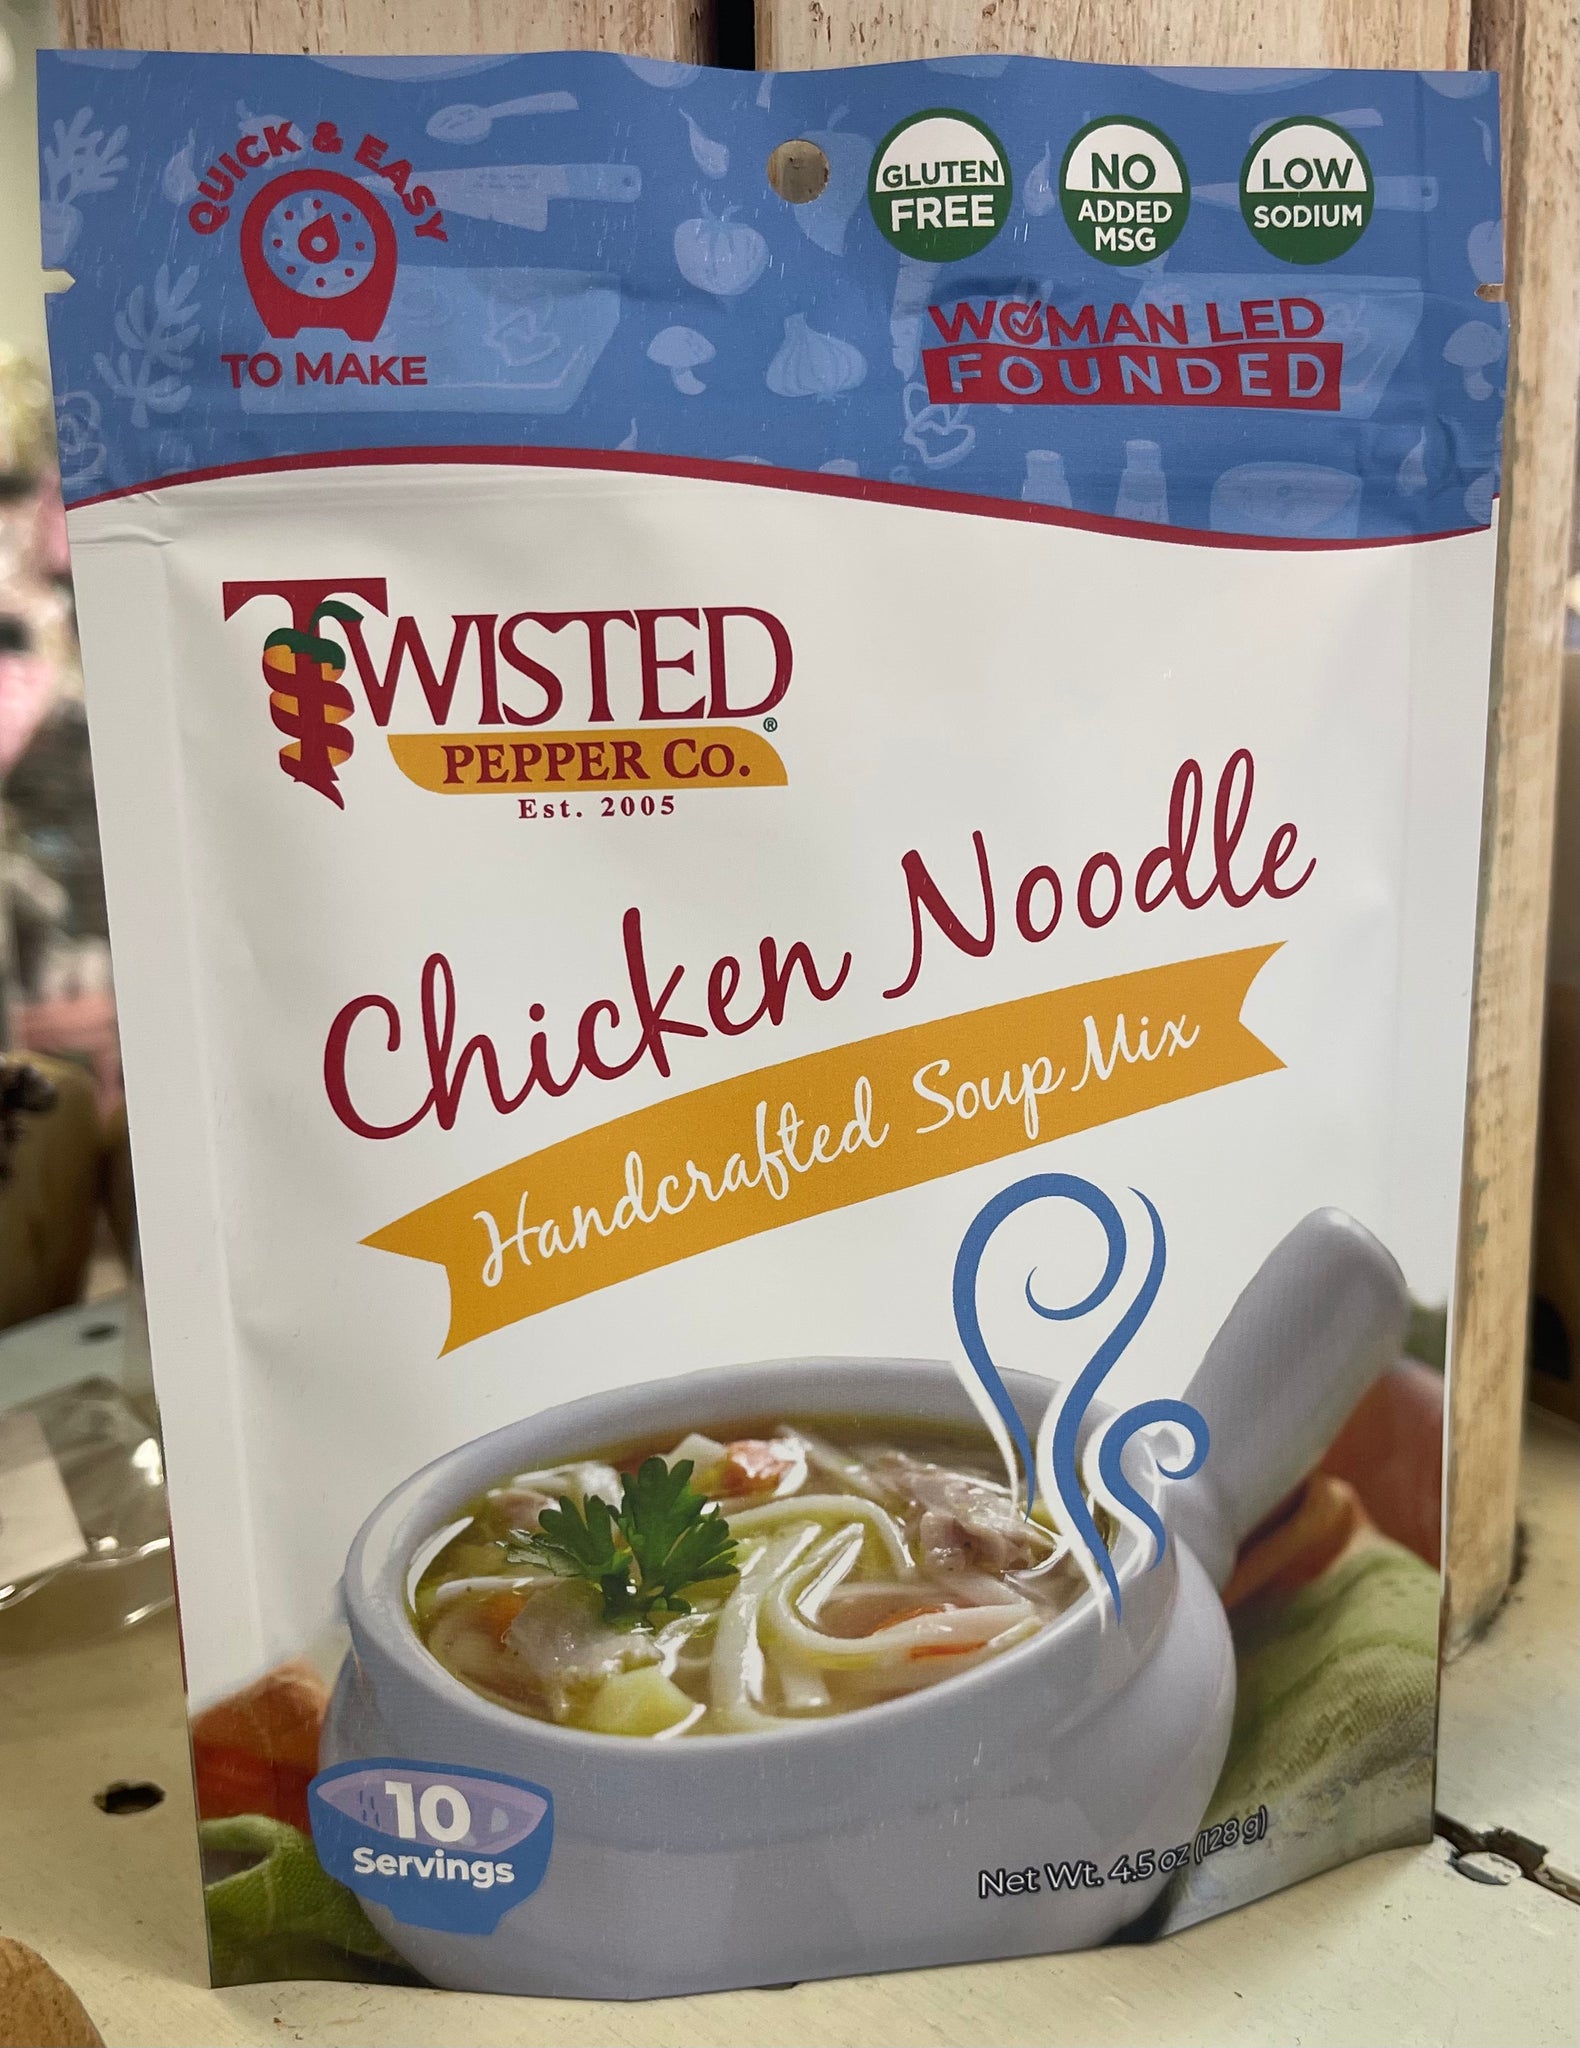 QUICK & EASY
TO MAKE
GLUTEN
FREE
NO
ADDED
MSG
LOW
SODIUM
WOMAN LED
FOUNDED
TWISTED
PEPPER CO.®
Est. 2005
Chicken Noodle
Handcrafted Soup Mix
10
Servings
Net Wt. 4.5 oz (128 g)